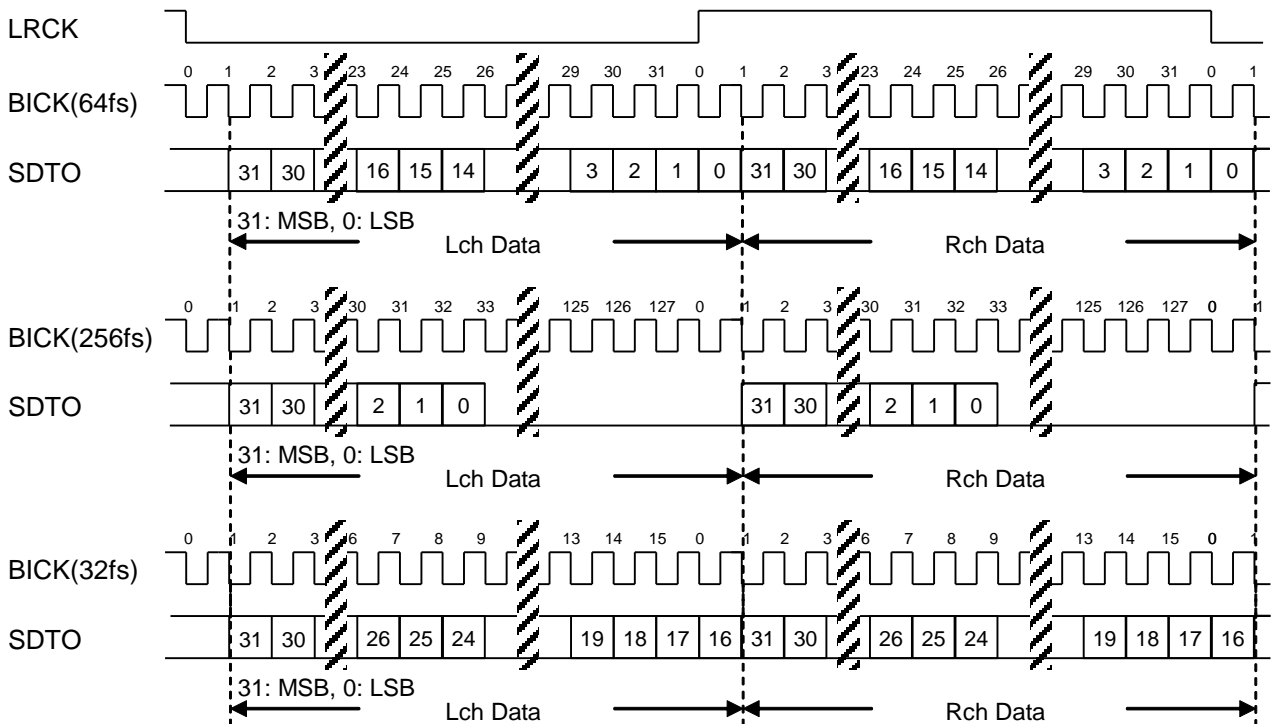 LRCK
0 1 2 3 23 24 25 26 29 30 31 0 1 2 3 23 24 25 26 29 30 31 0 1
BICK(64fs)
SDTO 31 30 16 15 14 3 2 1 0 31 30 16 15 14 3 2 1 0
31: MSB, 0: LSB
Lch Data Rch Data
0 1 2 3 30 31 32 33 125 126 127 0 1 2 3 30 31 32 33 125 126 127 0 1
BICK(256fs)
SDTO 31 30 2 1 0 31 30 2 1 0
31: MSB, 0: LSB
Lch Data Rch Data
0 1 2 3 6 7 8 9 13 14 15 0 1 2 3 6 7 8 9 13 14 15 0 1
BICK(32fs)
SDTO 31 30 26 25 24 19 18 17 16 31 30 26 25 24 19 18 17 16
31: MSB, 0: LSB
Lch Data Rch Data